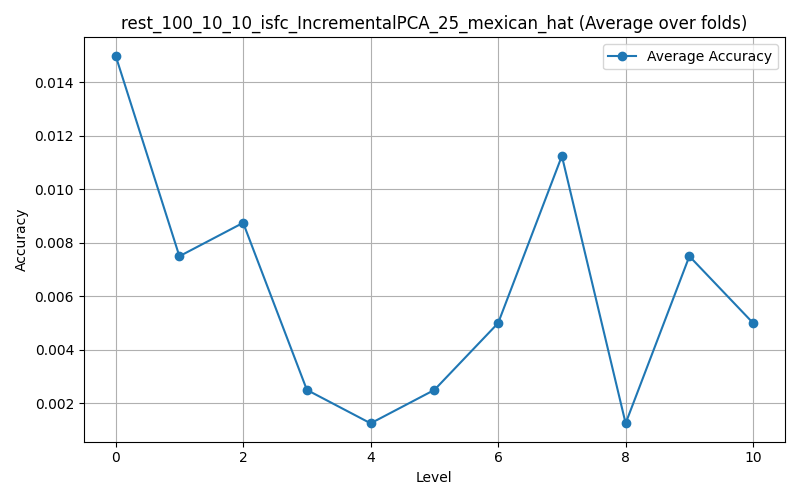 rest_100_10_10_isfc_IncrementalPCA_25_mexican_hat (Average over folds)
Average Accuracy
0.014
0.012
0.010
0.008
0.006
0.004
0.002
Accuracy
0 2 4 6 8 10
Level